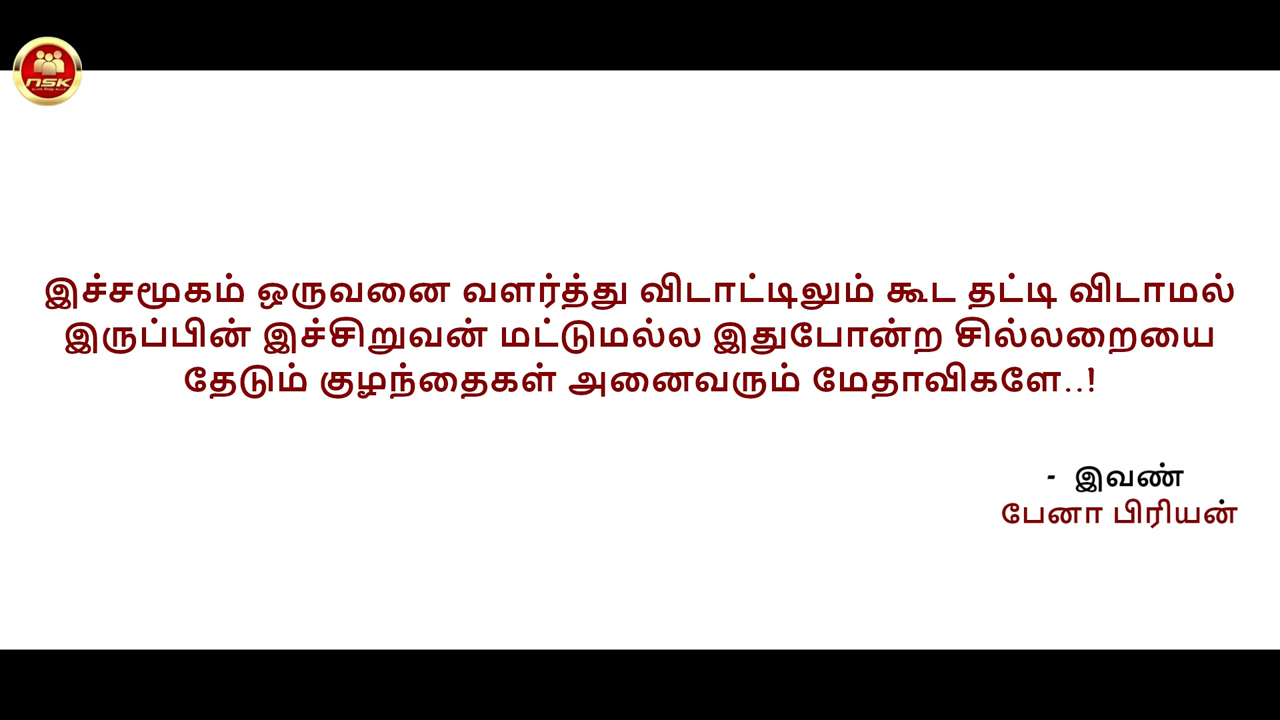 nsk
இச்சமூகம் ஒருவனை வளர்த்து விடாட்டிலும் கூட தட்டி விடாமல்
இருப்பின் இச்சிறுவன் மட்டுமல்ல இதுபோன்ற சில்லறையை
தேடும் குழந்தைகள் அனைவரும் மேதாவிகளே..!
- இவண்
பேனா பிரியன்